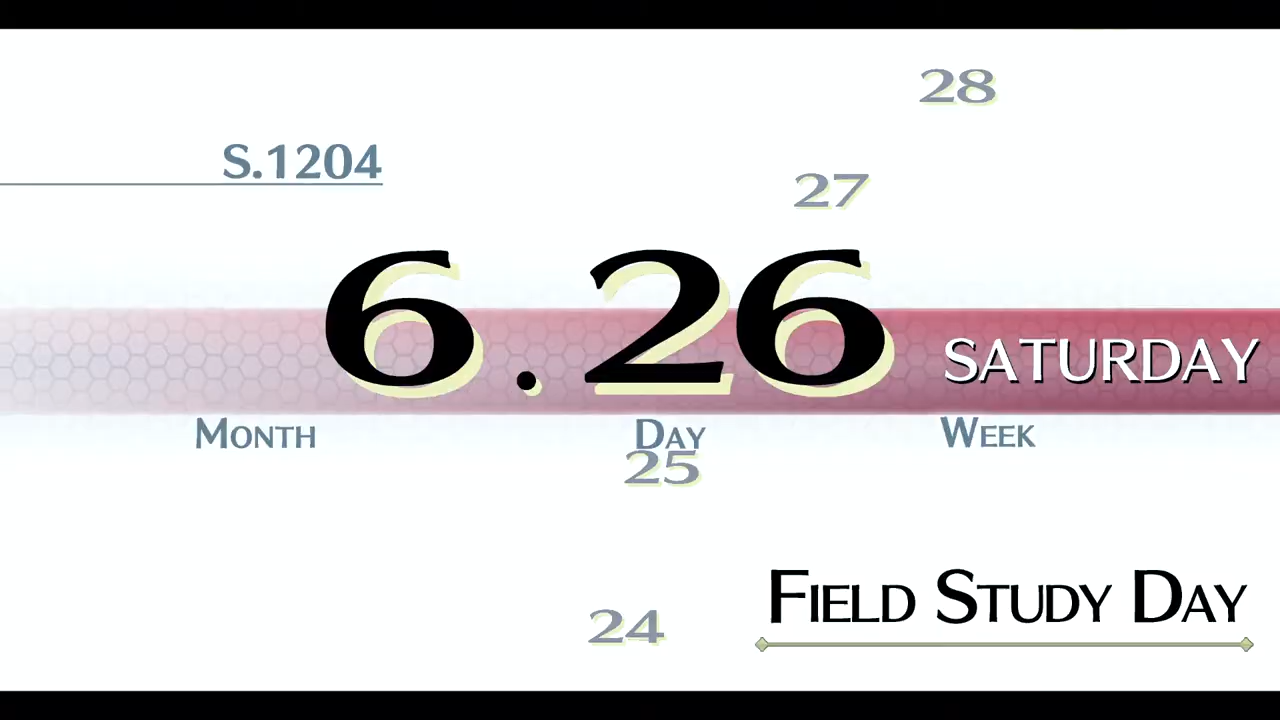 28
S.1204
27
6.26 SATURDAY
MONTH DAY WEEK
25
FIELD STUDY DAY
24